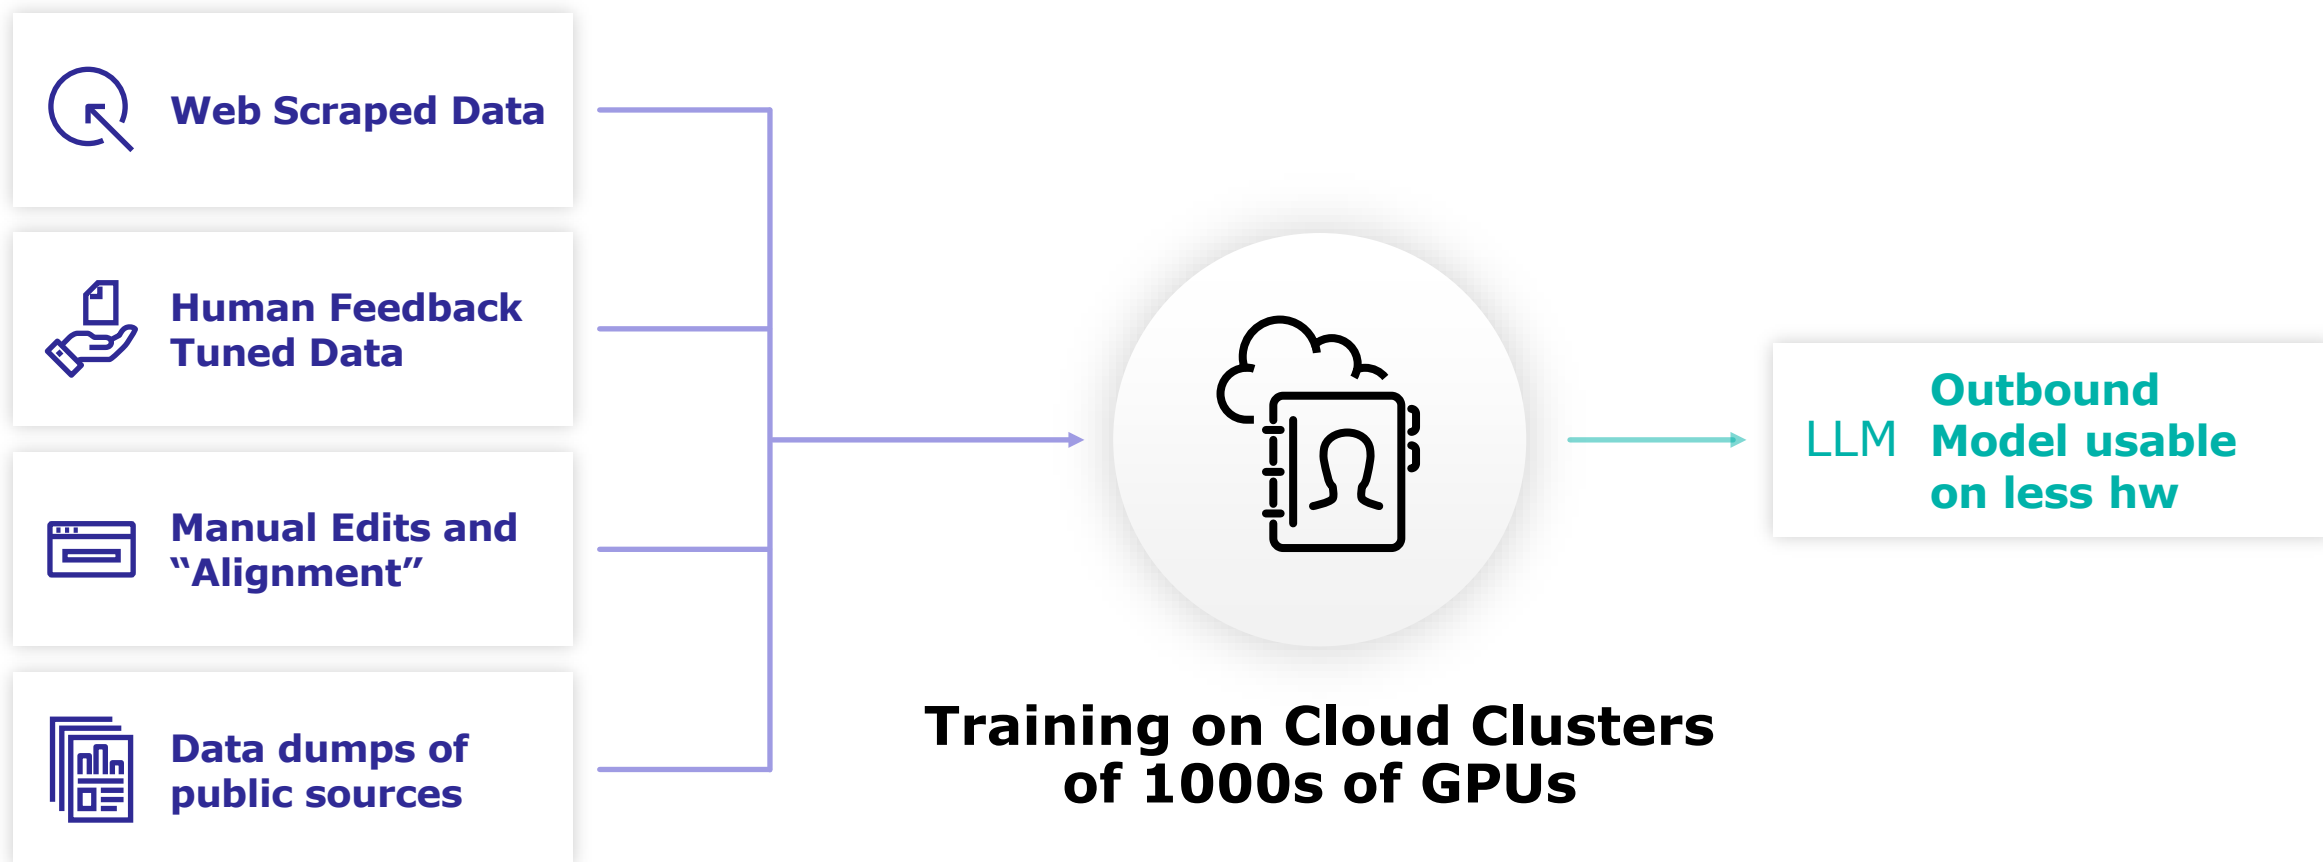 Web Scraped Data
Human Feedback
Tuned Data
Manual Edits and
“Alignment”
Data dumps of
public sources
Training on Cloud Clusters
of 1000s of GPUs
LLM
Outbound
Model usable
on less hw